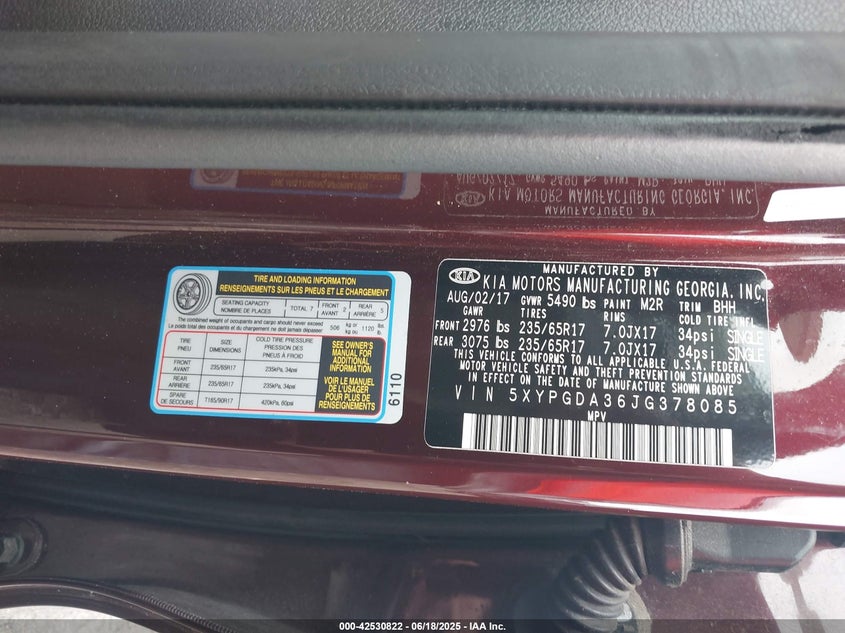 TIRE AND LOADING INFORMATION
RENSEIGNEMENTS SUR LES PNEUS ET LE CHARGEMENT
SEATING CAPACITY
NOMBRE DE PLACES
TOTAL 7
FRONT
AVANT
2
REAR
ARRIÈRE
5
The combined weight of occupants and cargo should never exceed
Le poids total des occupants et du chargement ne doit jamais dépasser
506
kg or
kg ou
1120
lbs.
lb.
TIRE
PNEU
SIZE
DIMENSIONS
COLD TIRE PRESSURE
PRESSION DES
PNEUS À FROID
FRONT
AVANT
235/65R17
235kPa, 34psi
REAR
ARRIÈRE
235/65R17
235kPa, 34psi
SPARE
DE SECOURS
T165/90R17
420kPa, 60psi
SEE OWNER'S
MANUAL FOR
ADDITIONAL
INFORMATION
VOIR LE MANUEL
DE L'USAGER
POUR PLUS DE
RENSEIGNEMENTS
6110
MANUFACTURED BY
KIA KIA MOTORS MANUFACTURING GEORGIA, INC.
AUG/02/17 GVWR 5490 lbs PAINT M2R TRIM BHH
GAWR TIRES RIMS COLD TIRE INFL
FRONT 2976 lbs 235/65R17 7.0JX17 34psi SINGLE
REAR 3075 lbs 235/65R17 7.0JX17 34psi SINGLE
THIS VEHICLE CONFORMS TO ALL APPLICABLE U.S. FEDERAL
MOTOR VEHICLE SAFETY AND THEFT PREVENTION STANDARDS
IN EFFECT ON THE DATE OF MANUFACTURE SHOWN ABOVE
VIN 5XYPGDA36JG378085
MPV
000-42530822 - 06/18/2025 - IAA Inc.